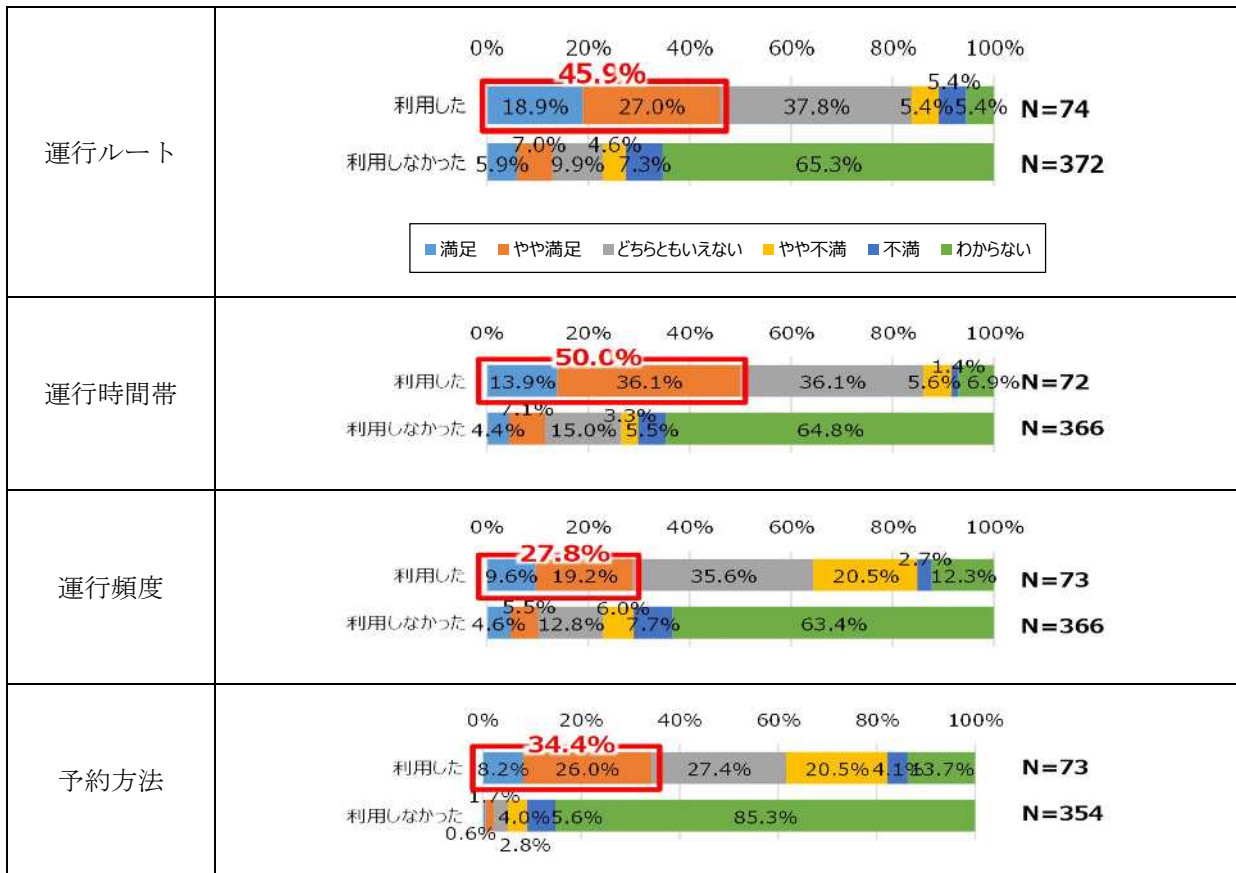 運行ルート
0% 20% 40% 60% 80% 100%
45.9%
5.4%
利用した 18.9% 27.0% 37.8% 5.4% 5.4% N=74
7.0% 4.6%
利用しなかった 5.9% 9.9% 7.3% 65.3% N=372
満足 やや満足 どちらともいえない やや不満 不満 わからない
運行時間帯
0% 20% 40% 60% 80% 100%
50.0%
1.4%
利用した 13.9% 36.1% 36.1% 5.6% 6.9% N=72
7.1% 3.3%
利用しなかった 4.4% 15.0% 5.5% 64.8% N=366
運行頻度
0% 20% 40% 60% 80% 100%
27.8%
2.7%
利用した 9.6% 19.2% 35.6% 20.5% 12.3% N=73
5.5% 6.0%
利用しなかった 4.6% 12.8% 7.7% 63.4% N=366
予約方法
0% 20% 40% 60% 80% 100%
34.4%
利用した 8.2% 26.0% 27.4% 20.5% 4.1% 13.7% N=73
1.7%
利用しなかった 4.0% 5.6% 85.3% N=354
0.6% 2.8%